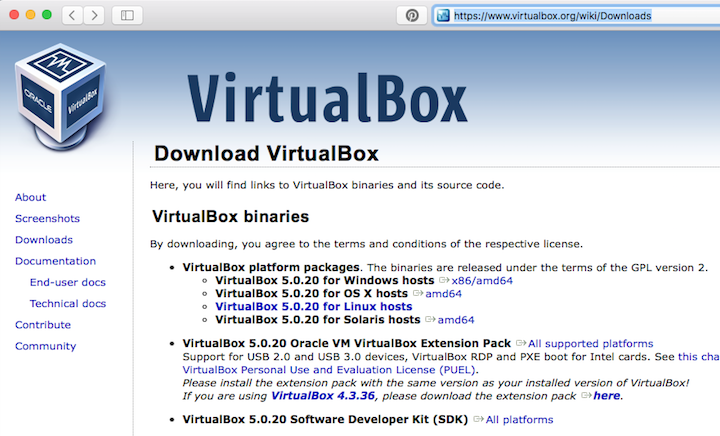 https://www.virtualbox.org/wiki/Downloads
ORACLE
VirtualBox
VirtualBox
Download VirtualBox
Here, you will find links to VirtualBox binaries and its source code.
About
Screenshots
Downloads
Documentation
End-user docs
Technical docs
Contribute
Community
VirtualBox binaries
By downloading, you agree to the terms and conditions of the respective license.
• VirtualBox platform packages. The binaries are released under the terms of the GPL version 2.
VirtualBox 5.0.20 for Windows hosts x86/amd64
VirtualBox 5.0.20 for OS X hosts amd64
VirtualBox 5.0.20 for Linux hosts
VirtualBox 5.0.20 for Solaris hosts amd64
• VirtualBox 5.0.20 Oracle VM VirtualBox Extension Pack All supported platforms
Support for USB 2.0 and USB 3.0 devices, VirtualBox RDP and PXE boot for Intel cards. See this cha
VirtualBox Personal Use and Evaluation License (PUEL).
Please install the extension pack with the same version as your installed version of VirtualBox!
If you are using VirtualBox 4.3.36, please download the extension pack here.
• VirtualBox 5.0.20 Software Developer Kit (SDK) All platforms